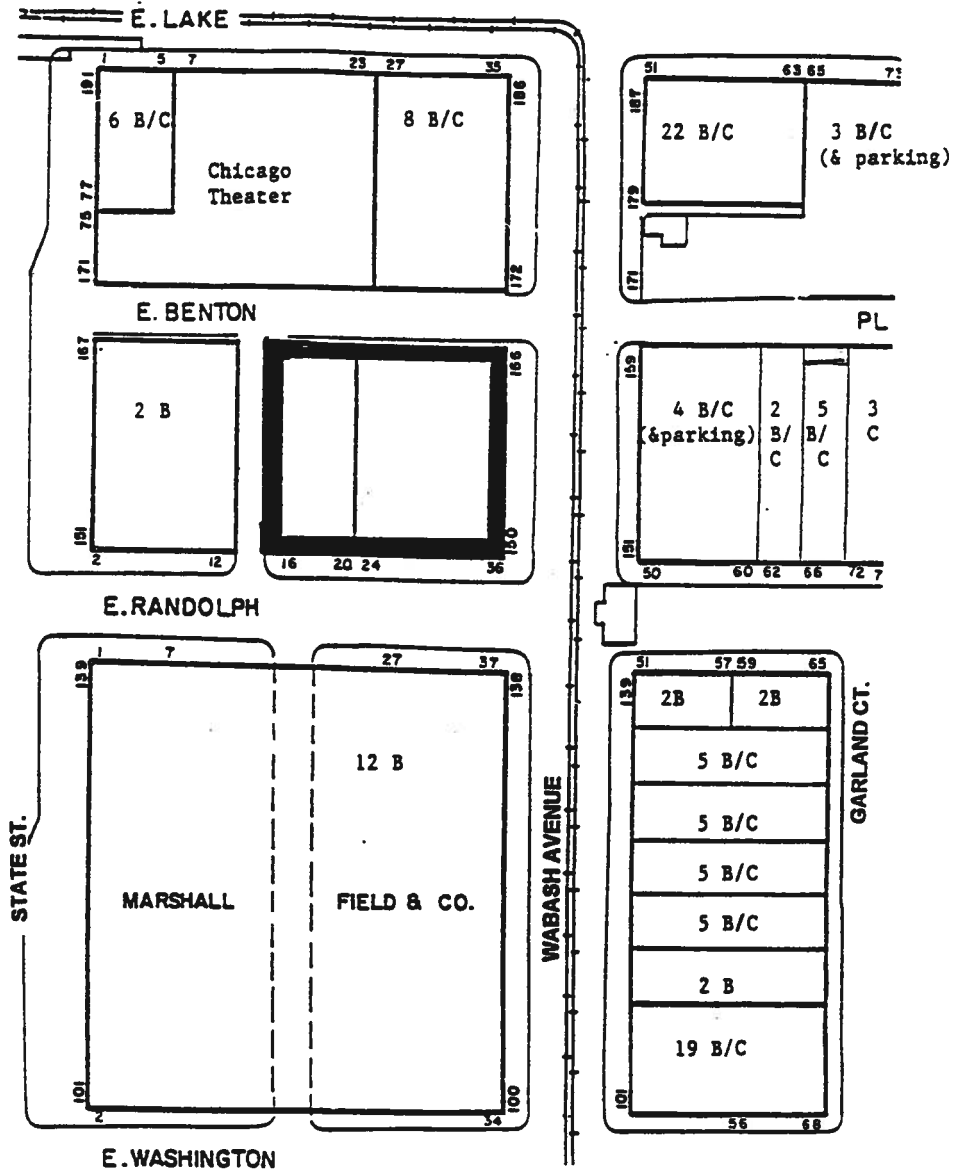 E. LAKE
1 5 7 23 27 35
191
6 B/C
8 B/C
186
Chicago
Theater
77
75
171
172
51 63 65 73
187
22 B/C
3 B/C
(& parking)
179
171
E. BENTON
PL
167
2 B
166
159
4 B/C
(&parking)
2
B/
C
5
B/
C
3
C
151
150
151
2 12
16 20 24 36
50 60 62 66 72 7
E. RANDOLPH
1 7 27 37
139
138
51 57 59 65
139
2B
2B
12 B
5 B/C
5 B/C
5 B/C
5 B/C
2 B
19 B/C
STATE ST.
MARSHALL
FIELD & CO.
WABASH AVENUE
GARLAND CT.
101
100
101
2 34
56 68
E. WASHINGTON